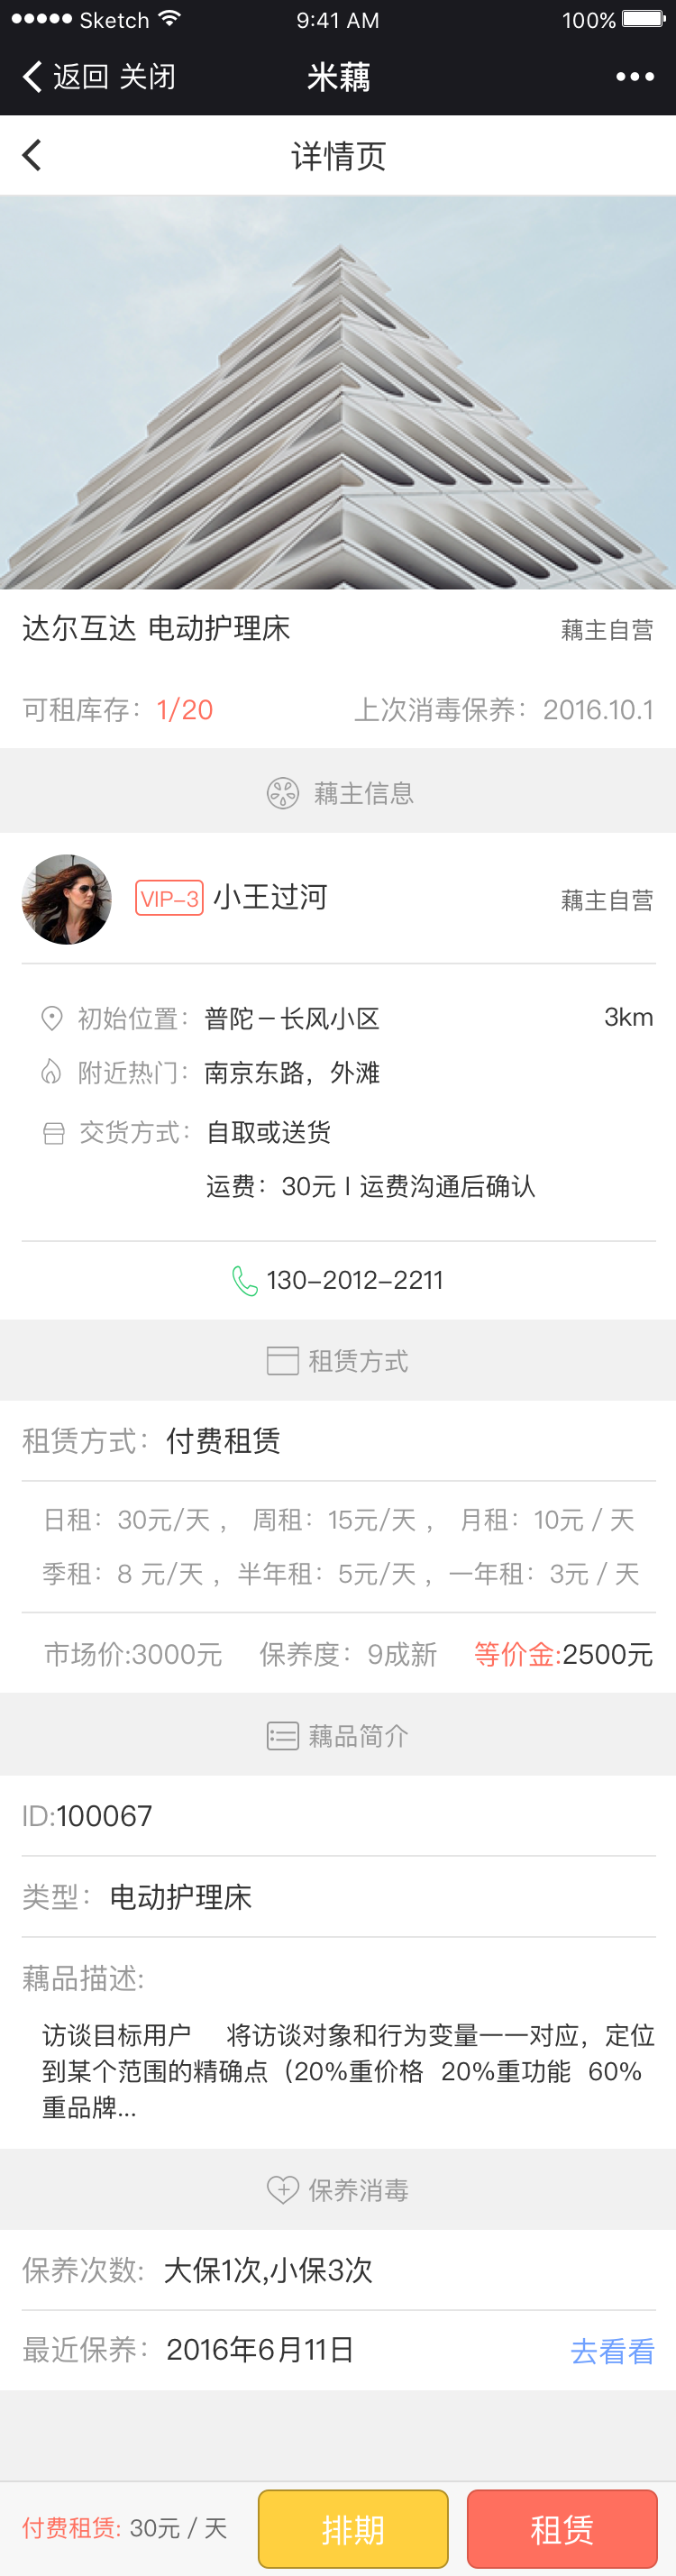 Sketch 9:41 AM 100%
返回 关闭 米藕
详情页
达尔互达 电动护理床 藕主自营
可租库存：1/20 上次消毒保养：2016.10.1
藕主信息
VIP-3 小王过河 藕主自营
初始位置：普陀－长风小区 3km
附近热门：南京东路，外滩
交货方式：自取或送货
运费：30元 I 运费沟通后确认
130-2012-2211
租赁方式
租赁方式：付费租赁
日租：30元/天 ， 周租：15元/天 ， 月租：10元 / 天
季租：8 元/天 ，半年租：5元/天 ，一年租：3元 / 天
市场价:3000元 保养度：9成新 等价金:2500元
藕品简介
ID:100067
类型：电动护理床
藕品描述:
访谈目标用户 将访谈对象和行为变量一一对应，定位
到某个范围的精确点（20%重价格 20%重功能 60%
重品牌...
保养消毒
保养次数: 大保1次,小保3次
最近保养：2016年6月11日 去看看
付费租赁: 30元 / 天 排期 租赁